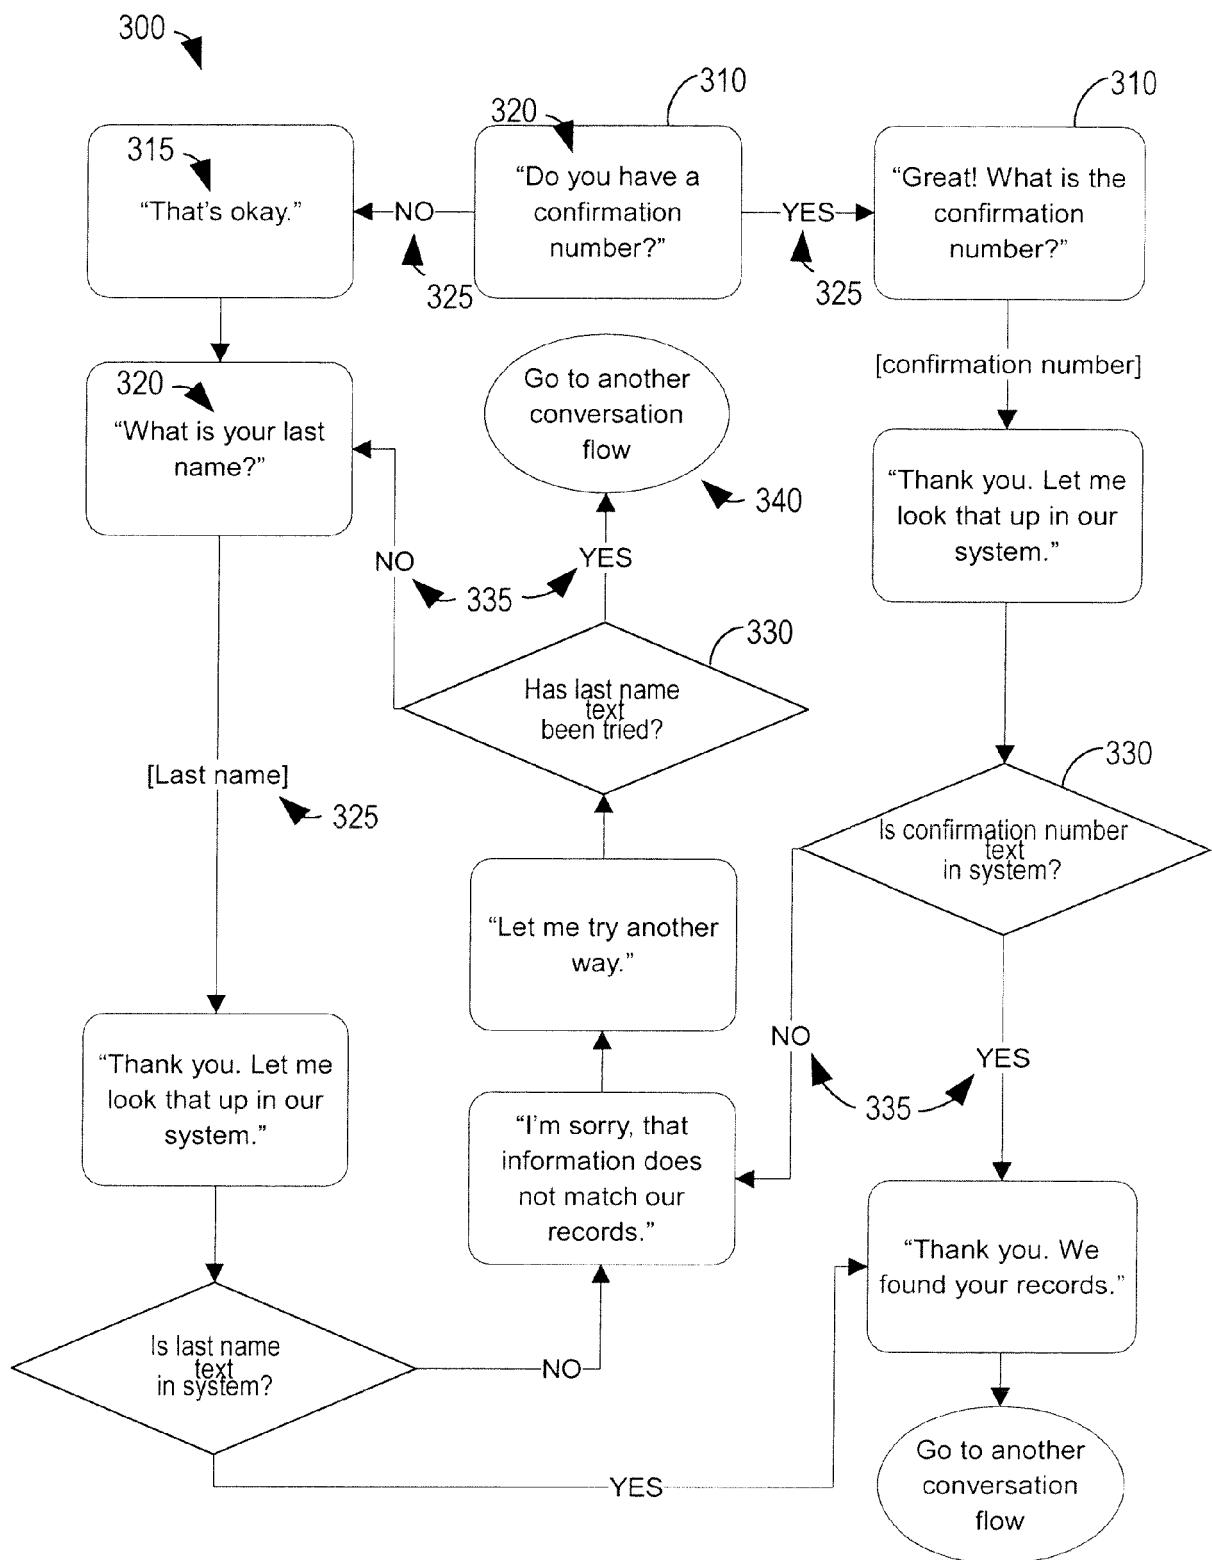 300
310
310
320
315
“Do you have a
confirmation
number?”
“Great! What is the
confirmation
number?”
“That’s okay.”
NO
YES
325
325
320
“What is your last
name?”
Go to another
conversation
flow
340
[confirmation number]
“Thank you. Let me
look that up in our
system.”
NO
YES
335
330
Has last name
text
been tried?
330
[Last name]
325
Is confirmation number
text
in system?
“Let me try another
way.”
NO
YES
335
“Thank you. Let me
look that up in our
system.”
“I’m sorry, that
information does
not match our
records.”
“Thank you. We
found your records.”
Is last name
text
in system?
NO
YES
Go to another
conversation
flow